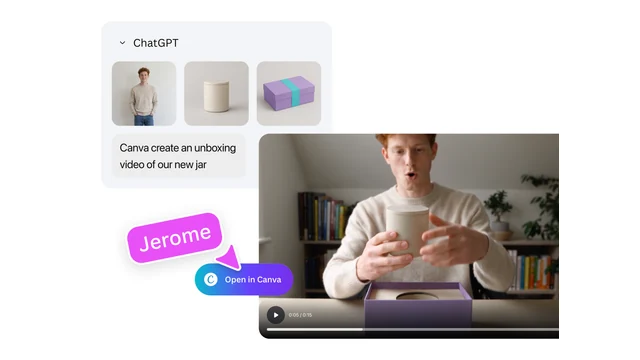 ChatGPT
Canva create an unboxing
video of our new jar
Jerome
Open in Canva
0:05 / 0:15